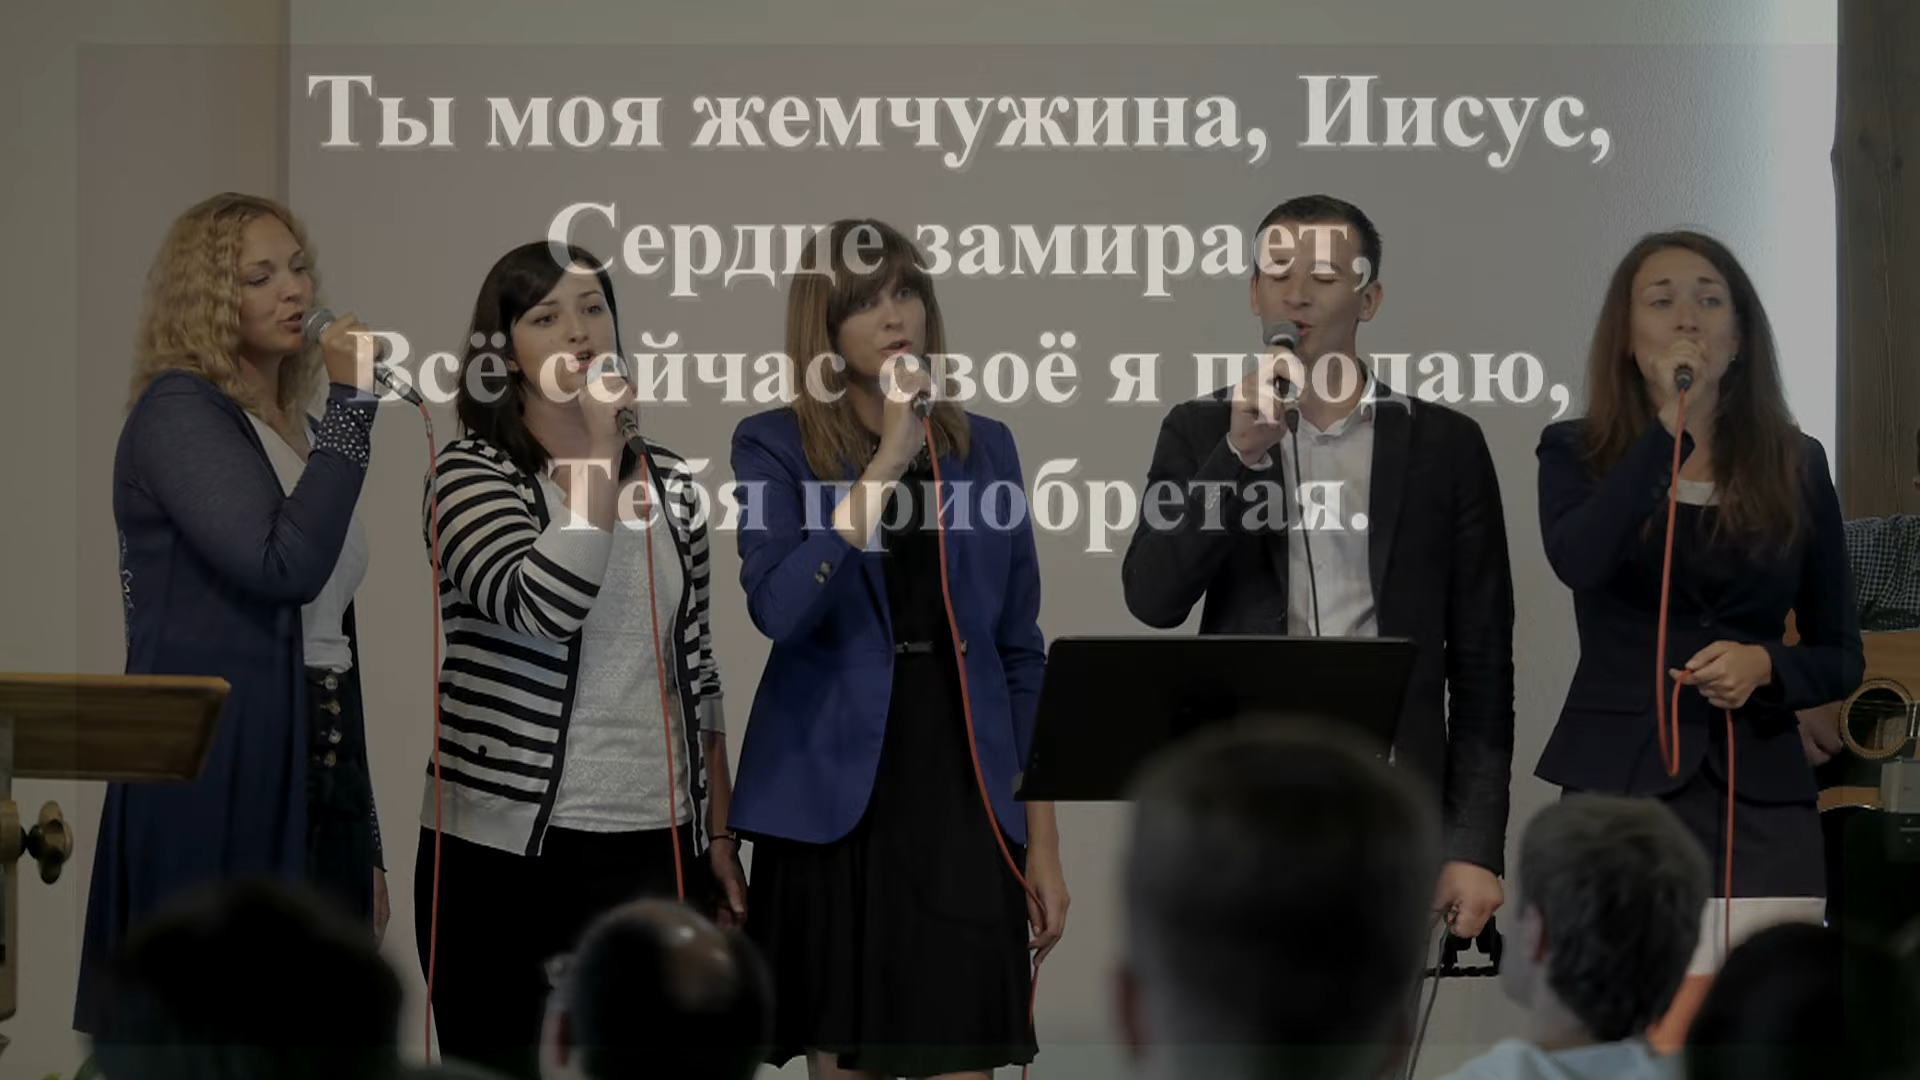 Ты моя жемчужина, Иисус,
Сердце замирает,
Всё сейчас своё я продаю,
Тебя приобретая.